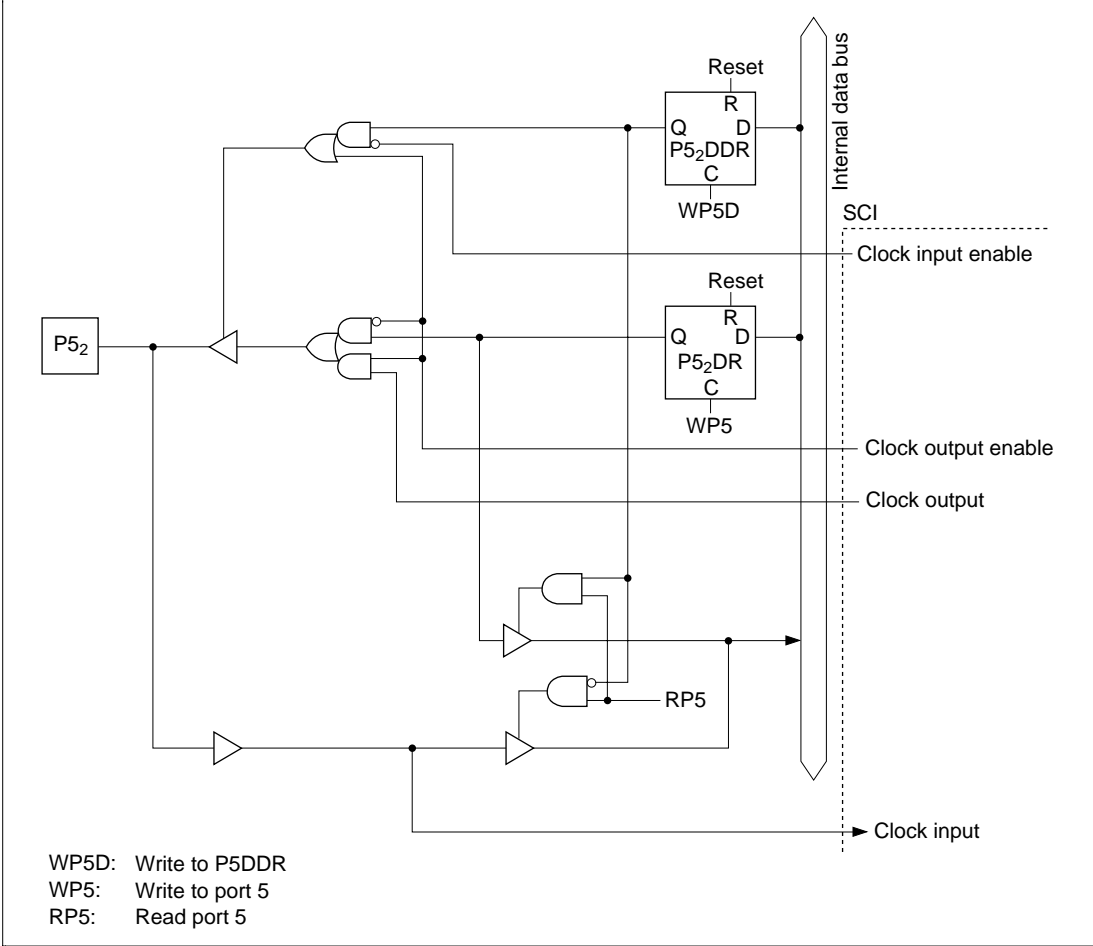 Reset
R
Q D
P5₂DDR
C
WP5D
Internal data bus
SCI
Clock input enable
Reset
R
Q D
P5₂DR
C
WP5
P5₂
Clock output enable
Clock output
RP5
Clock input
WP5D: Write to P5DDR
WP5: Write to port 5
RP5: Read port 5